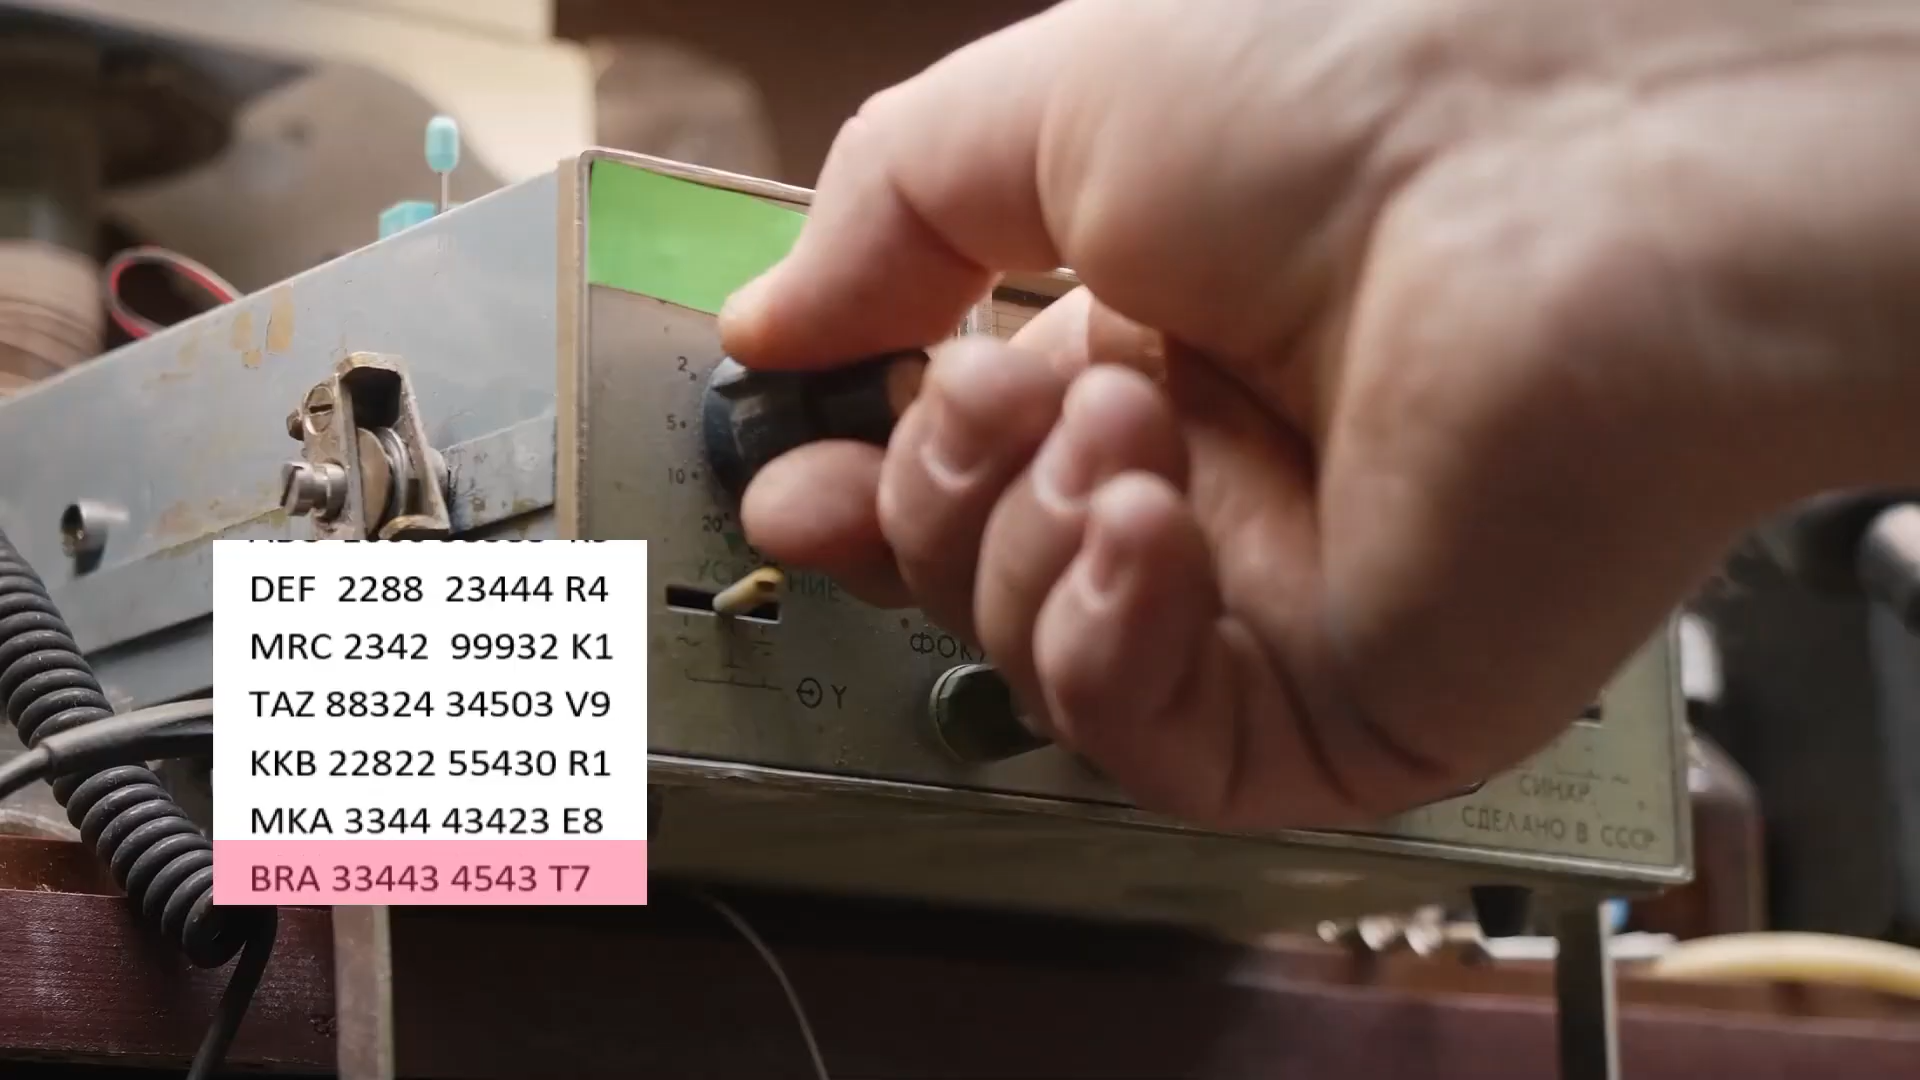 2
5
10
20
DEF 2288 23444 R4
MRC 2342 99932 K1
TAZ 88324 34503 V9
KKB 22822 55430 R1
MKA 3344 43423 E8
BRA 33443 4543 T7
Y
СИНХР.
СДЕЛАНО В СССР